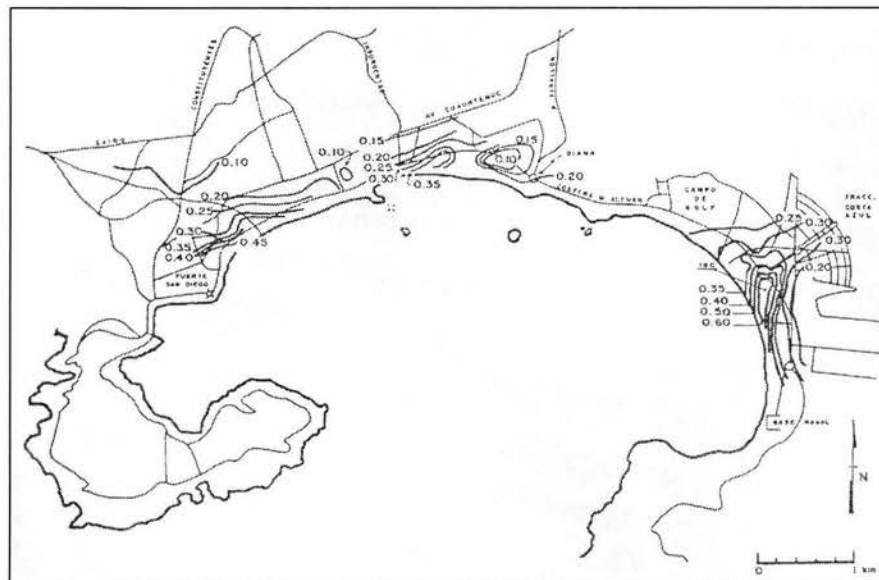 CONSTITUYENTES
AV. CUAUHTEMOC
0.15
0.10
0.20
0.25
0.30
0.35
0.15
0.10
DIANA
0.20
EJIDO
0.10
0.20
0.25
0.30
0.35
0.40
0.45
FUERTE
SAN DIEGO
CAMPO
DE
GOLF
FRACC.
COSTA
AZUL
0.25
0.30
0.30
0.20
0.35
0.40
0.50
0.60
BASE NAVAL
N
0
1 km